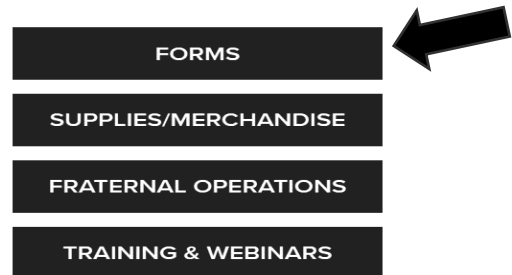 FORMS
SUPPLIES/MERCHANDISE
FRATERNAL OPERATIONS
TRAINING & WEBINARS